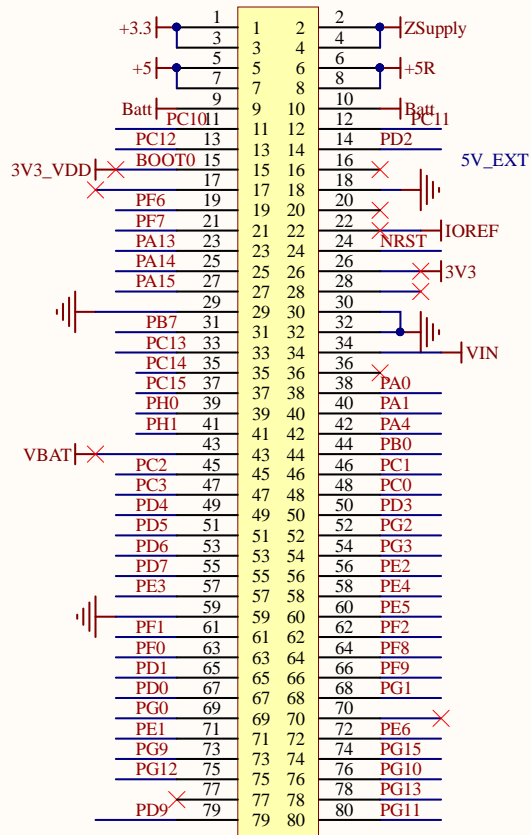 +3.3 1 1 2 2 ZSupply
3 3 4 4
+5 5 5 6 6 +5R
7 7 8 8
Batt 9 9 10 10 Batt
PC10 11 11 12 12 PC11
PC12 13 13 14 14 PD2
3V3_VDD BOOT0 15 15 16 16 5V_EXT
17 17 18 18
PF6 19 19 20 20
PF7 21 21 22 22 IOREF
PA13 23 23 24 24 NRST
PA14 25 25 26 26 3V3
PA15 27 27 28 28
29 29 30 30
PB7 31 31 32 32
PC13 33 33 34 34 VIN
PC14 35 35 36 36
PC15 37 37 38 38 PA0
PH0 39 39 40 40 PA1
PH1 41 41 42 42 PA4
VBAT 43 43 44 44 PB0
PC2 45 45 46 46 PC1
PC3 47 47 48 48 PC0
PD4 49 49 50 50 PD3
PD5 51 51 52 52 PG2
PD6 53 53 54 54 PG3
PD7 55 55 56 56 PE2
PE3 57 57 58 58 PE4
59 59 60 60 PE5
PF1 61 61 62 62 PF2
PF0 63 63 64 64 PF8
PD1 65 65 66 66 PF9
PD0 67 67 68 68 PG1
PG0 69 69 70 70
PE1 71 71 72 72 PE6
PG9 73 73 74 74 PG15
PG12 75 75 76 76 PG10
77 77 78 78 PG13
PD9 79 79 80 80 PG11